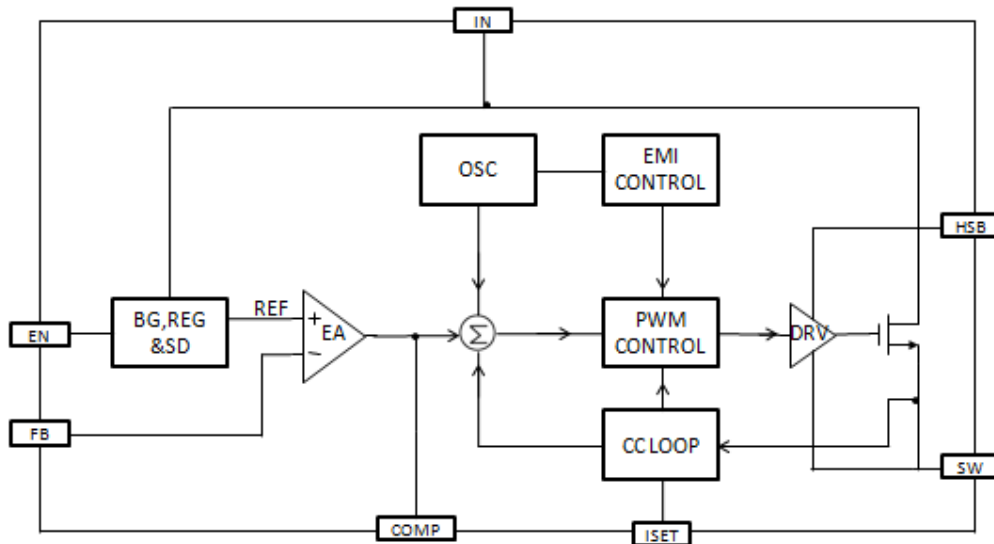 IN
OSC
EMI
CONTROL
HSB
EN
BG,REG
&SD
REF
+
−
EA
Σ
PWM
CONTROL
DRV
FB
CC LOOP
SW
COMP
ISET